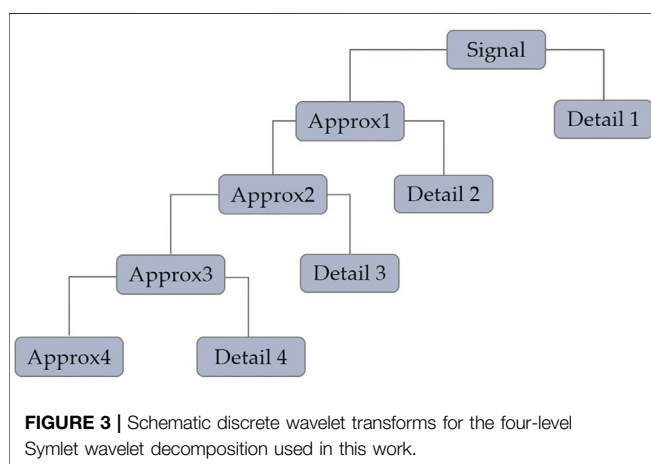 Signal
Approx1
Detail 1
Approx2
Detail 2
Approx3
Detail 3
Approx4
Detail 4
FIGURE 3 | Schematic discrete wavelet transforms for the four-level
Symlet wavelet decomposition used in this work.